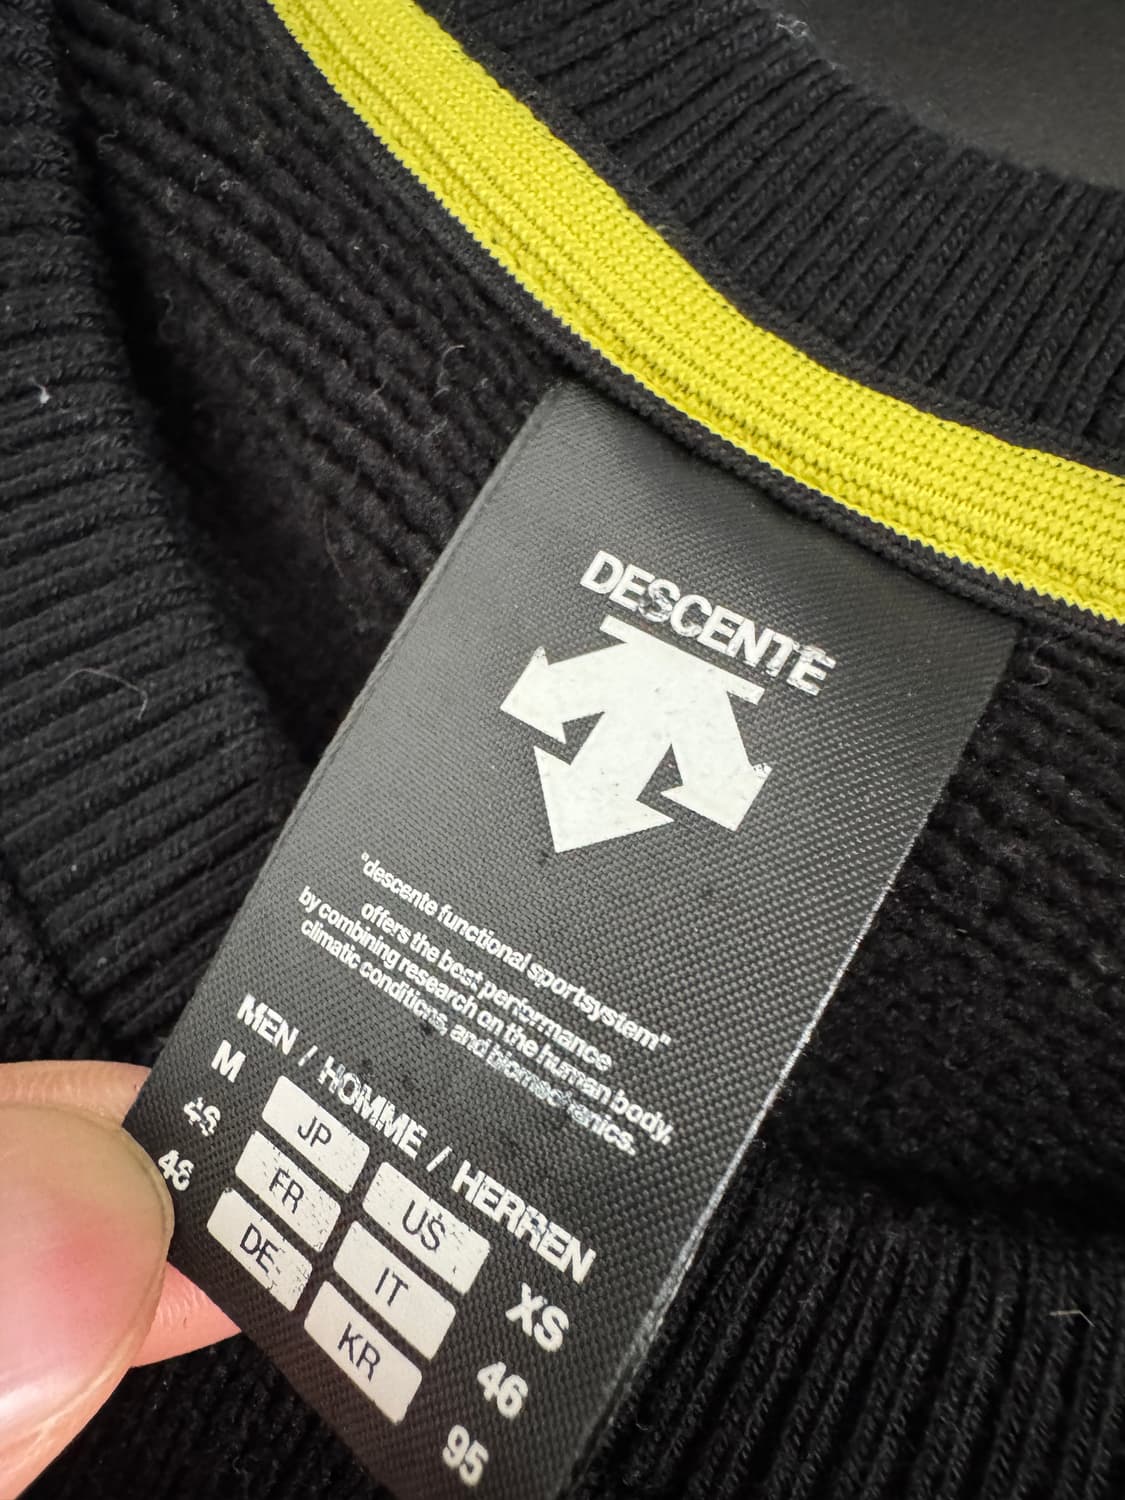 DESCENTE
"descente functional sportsystem"
offers the best performance
by combining research on the human body,
climatic conditions, and biomechanics.
MEN / HOMME / HERREN
M JP US XS
46 FR IT 46
46 DE KR 95